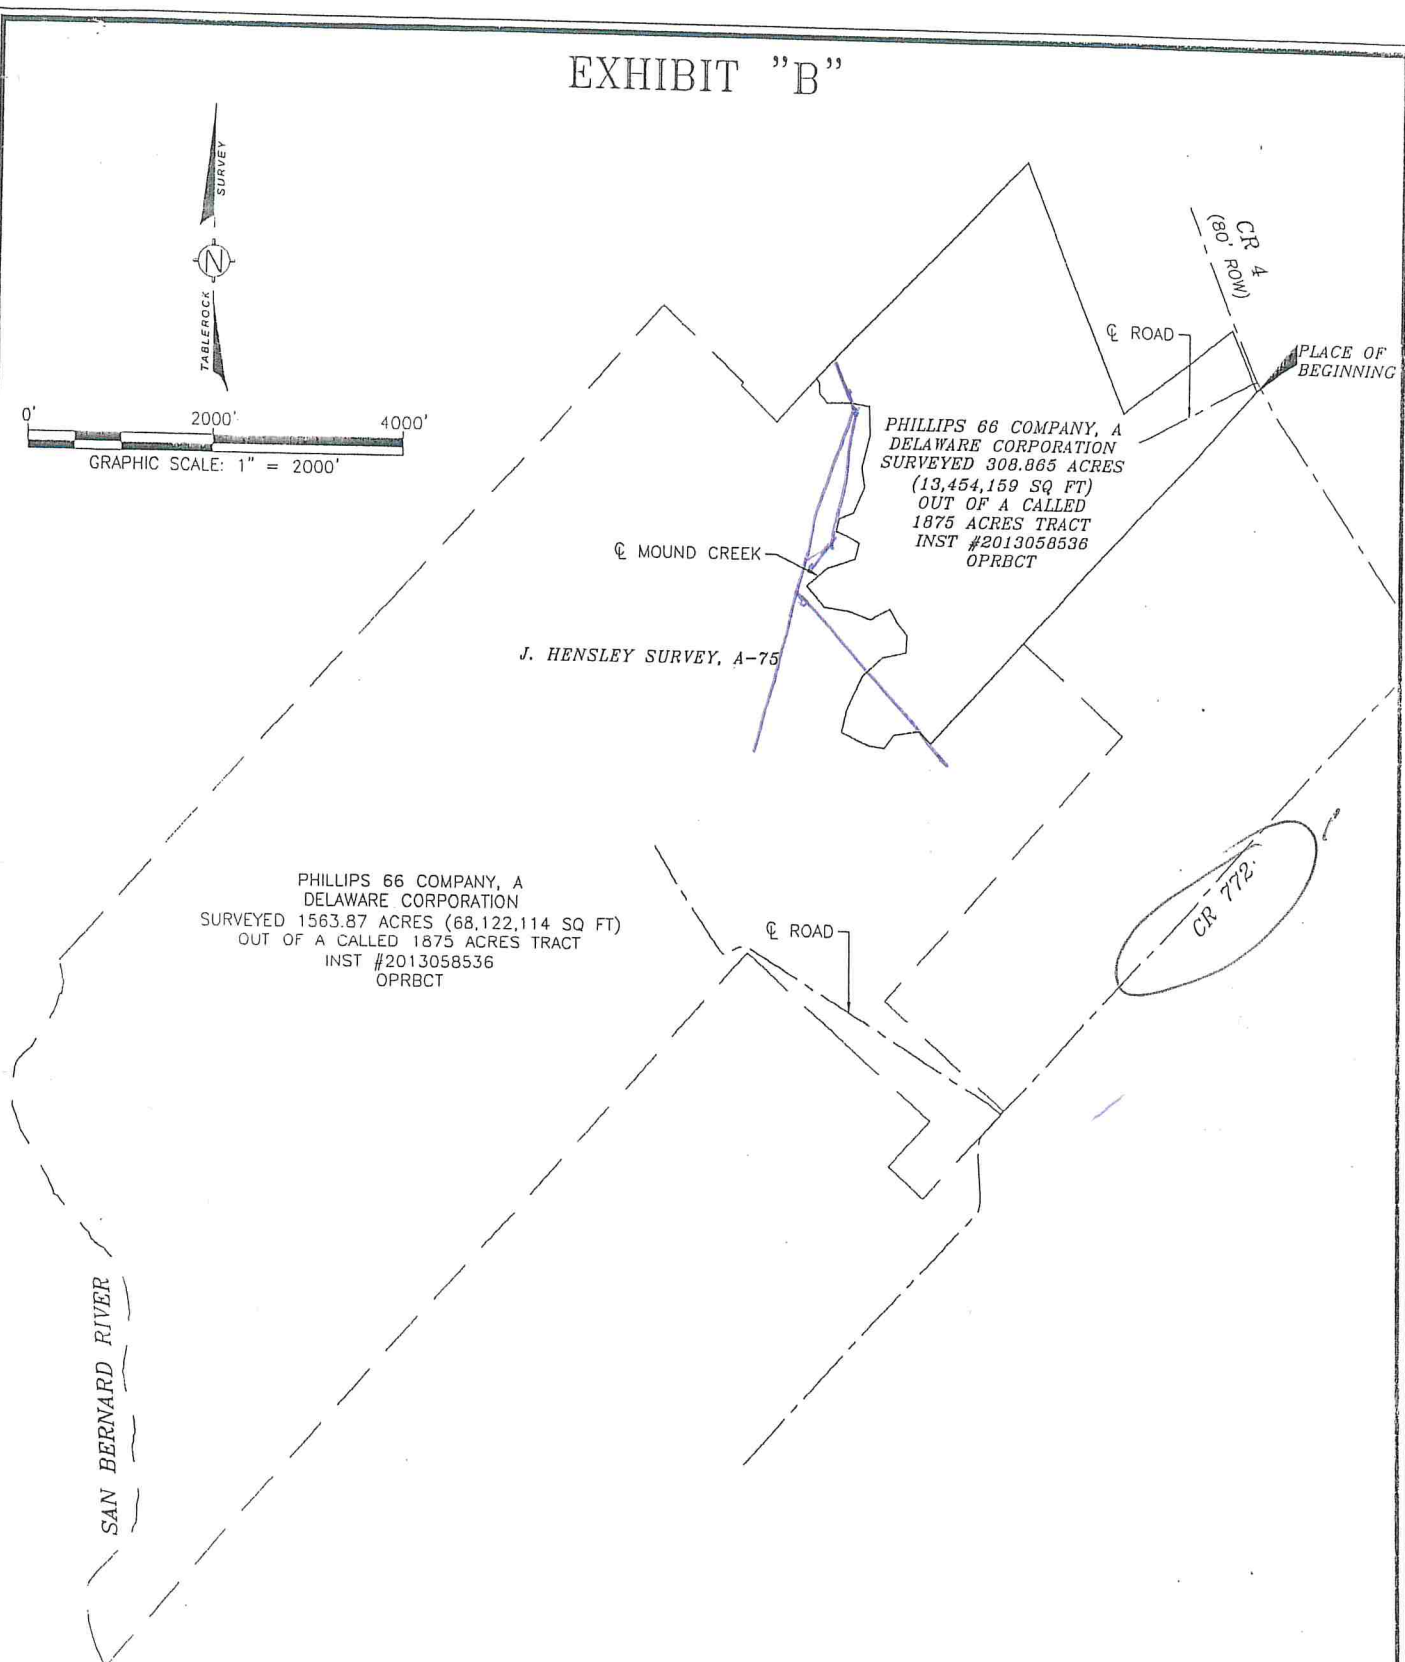 EXHIBIT "B"
SURVEY
N
TABLEROCK
0' 2000' 4000'
GRAPHIC SCALE: 1" = 2000'
CR 4
(80' ROW)
℄ ROAD
PLACE OF
BEGINNING
PHILLIPS 66 COMPANY, A
DELAWARE CORPORATION
SURVEYED 308.865 ACRES
(13,454,159 SQ FT)
OUT OF A CALLED
1875 ACRES TRACT
INST #2013058536
OPRBCT
℄ MOUND CREEK
J. HENSLEY SURVEY, A-75
PHILLIPS 66 COMPANY, A
DELAWARE CORPORATION
SURVEYED 1563.87 ACRES (68,122,114 SQ FT)
OUT OF A CALLED 1875 ACRES TRACT
INST #2013058536
OPRBCT
℄ ROAD
CR 772
SAN BERNARD RIVER